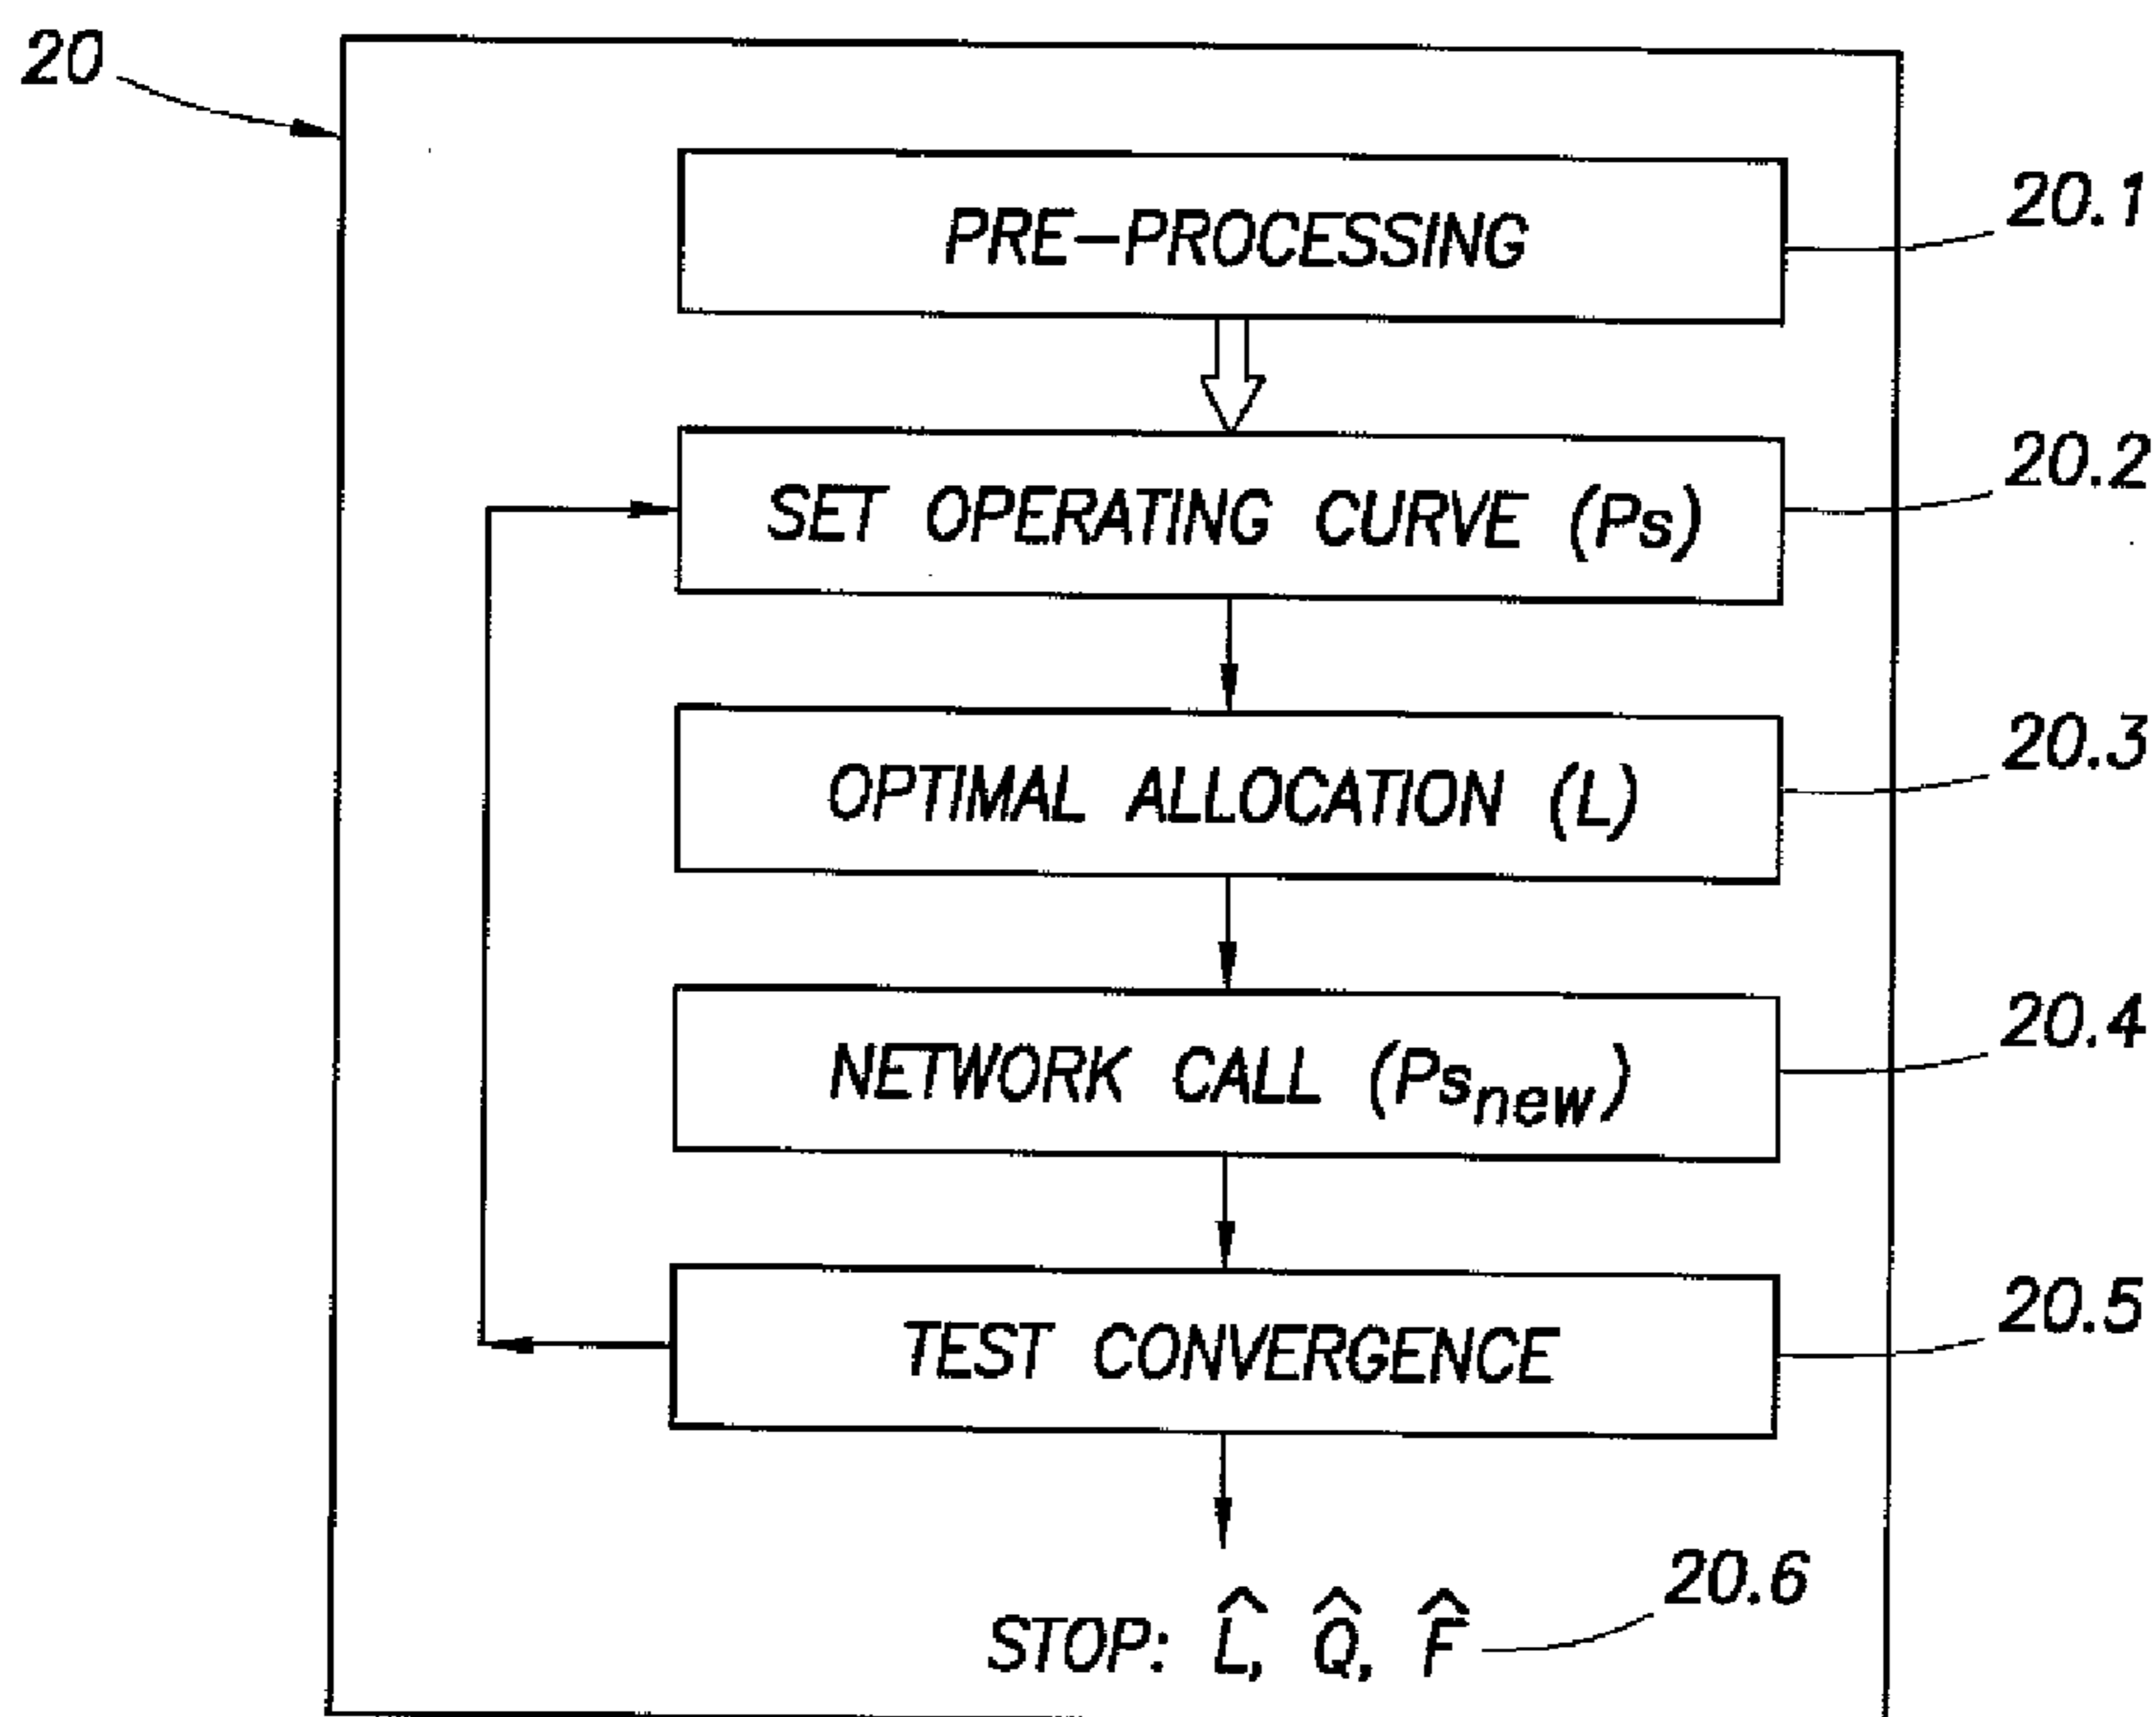 20
PRE-PROCESSING
20.1
SET OPERATING CURVE (Ps)
20.2
OPTIMAL ALLOCATION (L)
20.3
NETWORK CALL (Psnew)
20.4
TEST CONVERGENCE
20.5
STOP: L̂, Q̂, F̂
20.6